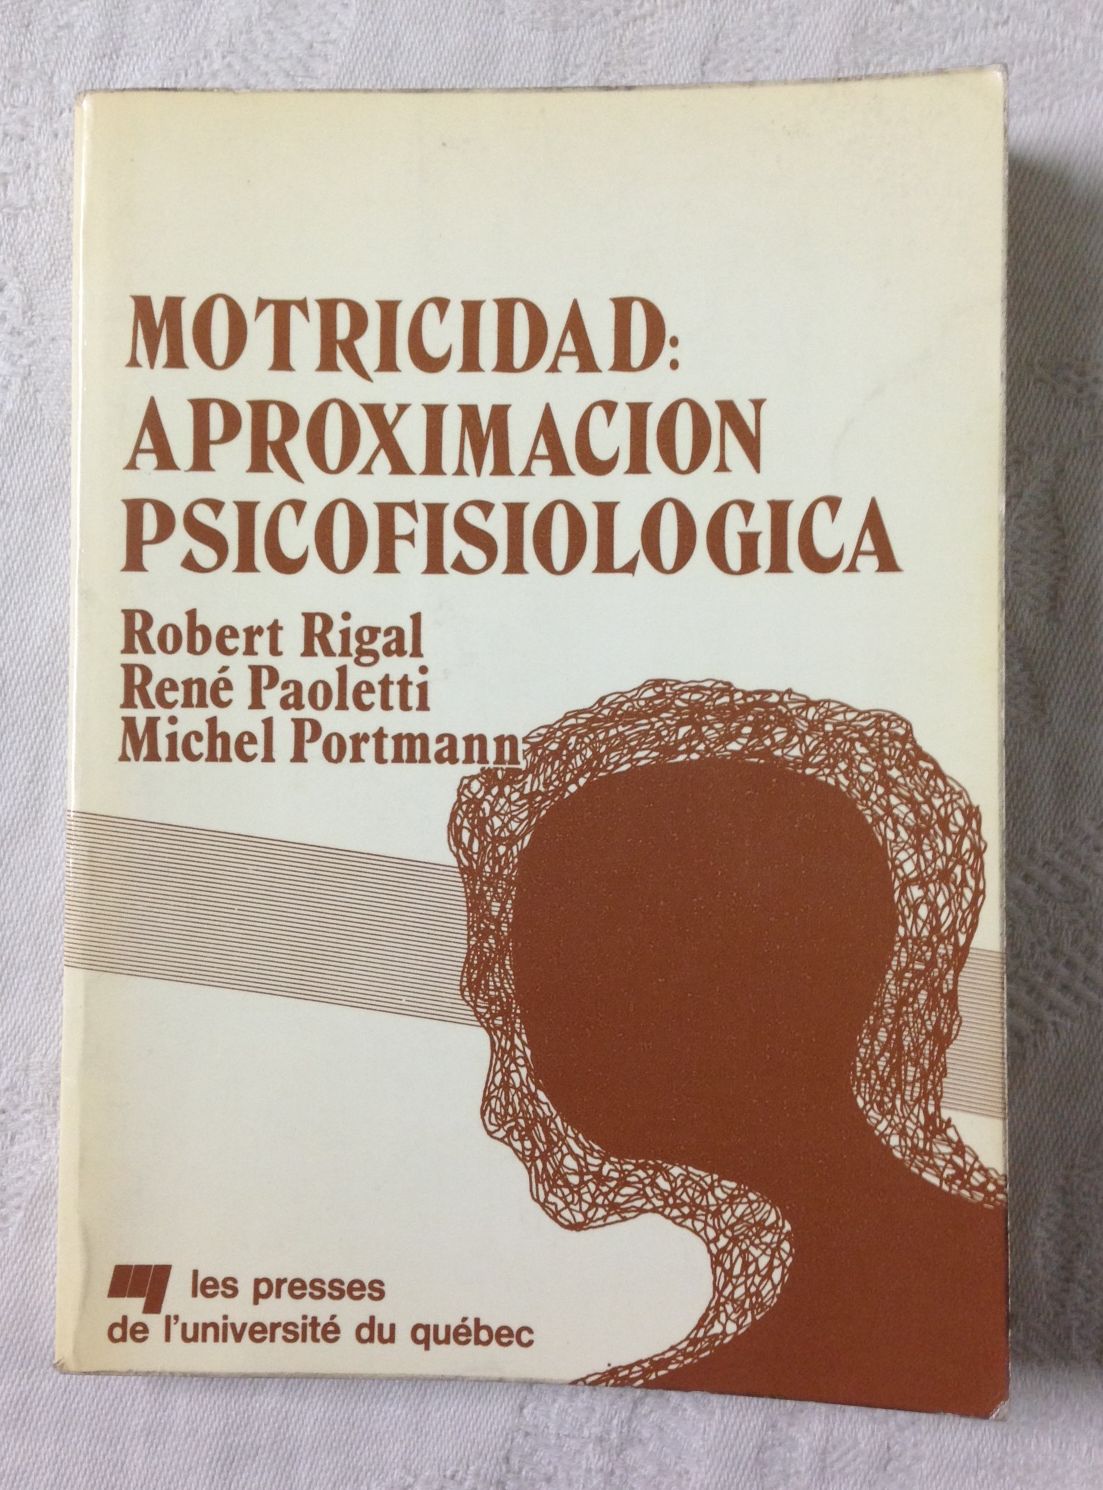 MOTRICIDAD:
APROXIMACION
PSICOFISIOLOGICA
Robert Rigal
René Paoletti
Michel Portmann
les presses
de l'université du québec